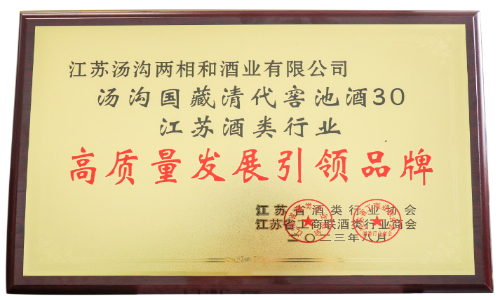 江苏汤沟两相和酒业有限公司
汤沟国藏清代窖池酒30
江苏酒类行业
高质量发展引领品牌
江苏省酒类行业协会
江苏省工商联酒类行业商会
二〇二三年八月